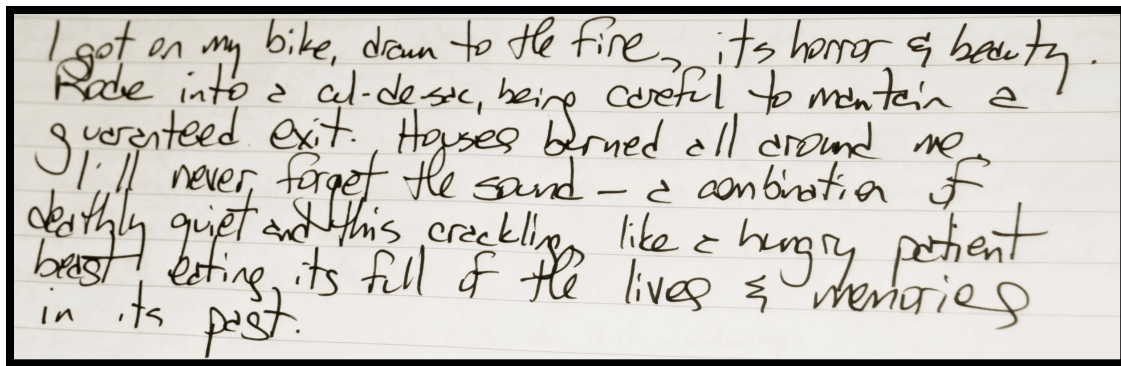 I got on my bike, drawn to the fire, its horror & beauty.
Rode into a cul-de-sac, being careful to maintain a
guaranteed exit. Houses burned all around me.
I'll never forget the sound – a combination of
deathly quiet and this crackling, like a hungry patient
beast eating its fill of the lives & memories
in its past.